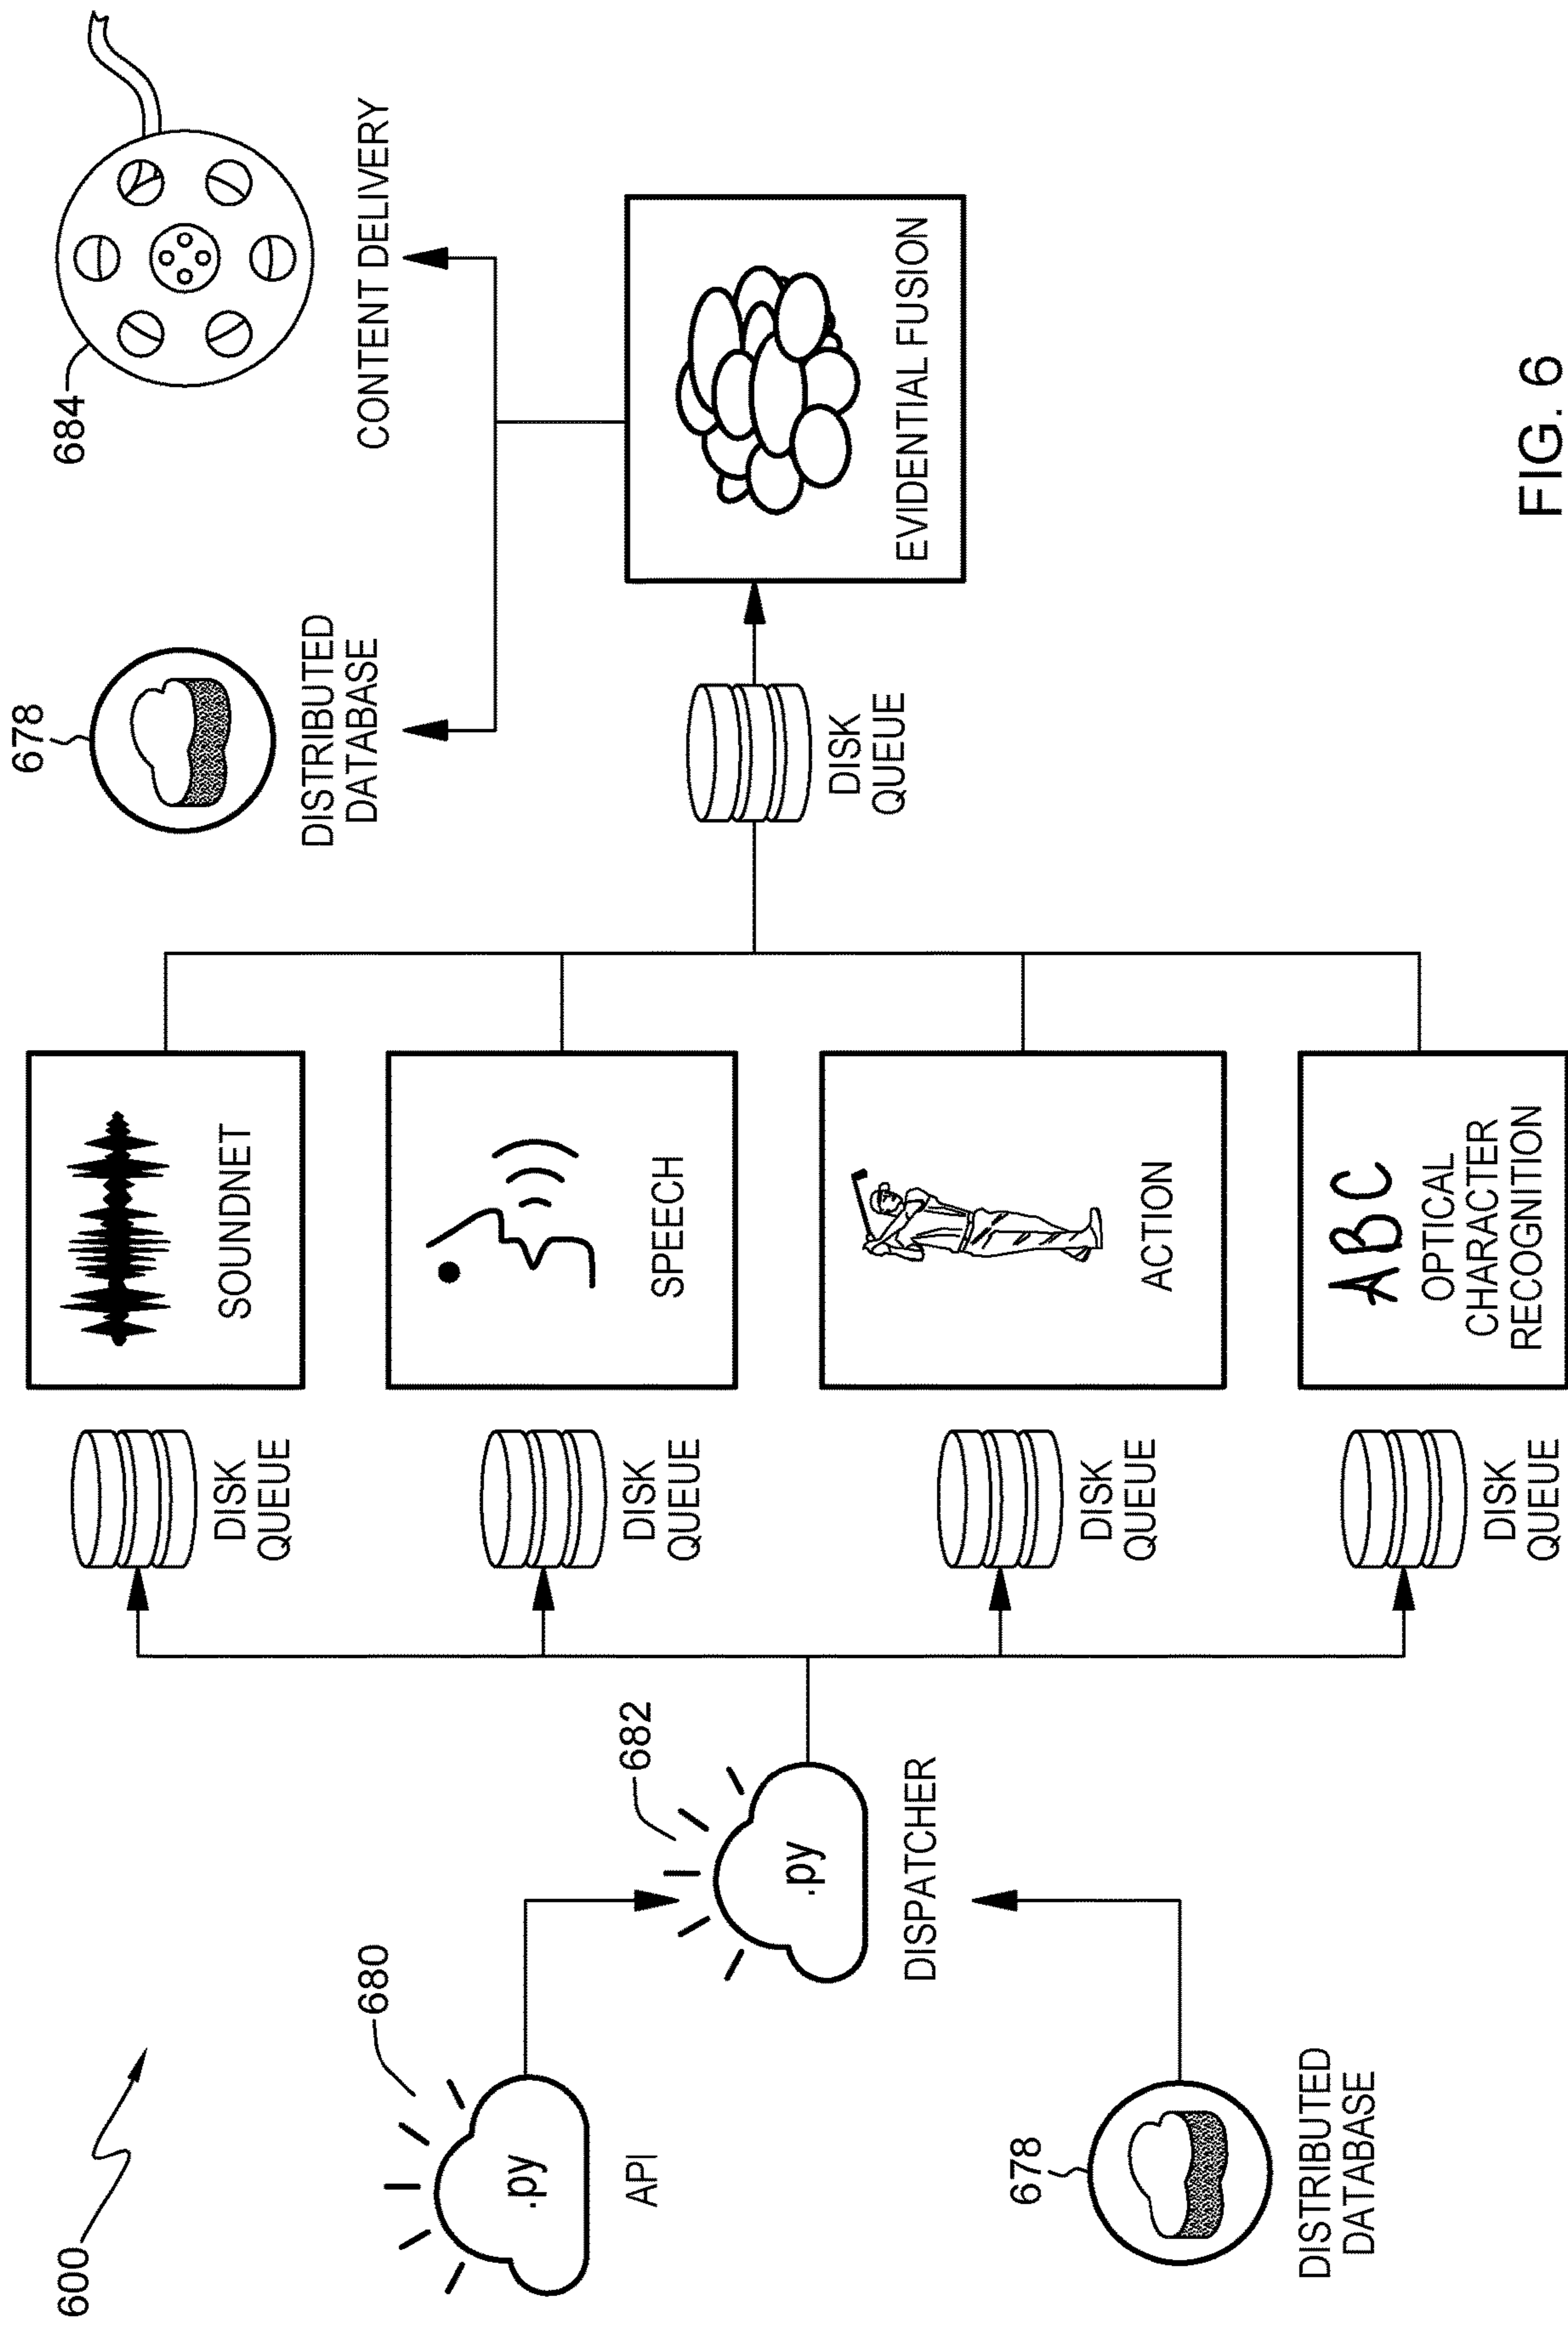 600
680
.py
API
678
DISTRIBUTED
DATABASE
682
.py
DISPATCHER
DISK
QUEUE
SOUNDNET
DISK
QUEUE
SPEECH
DISK
QUEUE
ACTION
DISK
QUEUE
ABC
OPTICAL
CHARACTER
RECOGNITION
DISK
QUEUE
678
DISTRIBUTED
DATABASE
684
CONTENT DELIVERY
EVIDENTIAL FUSION
FIG. 6